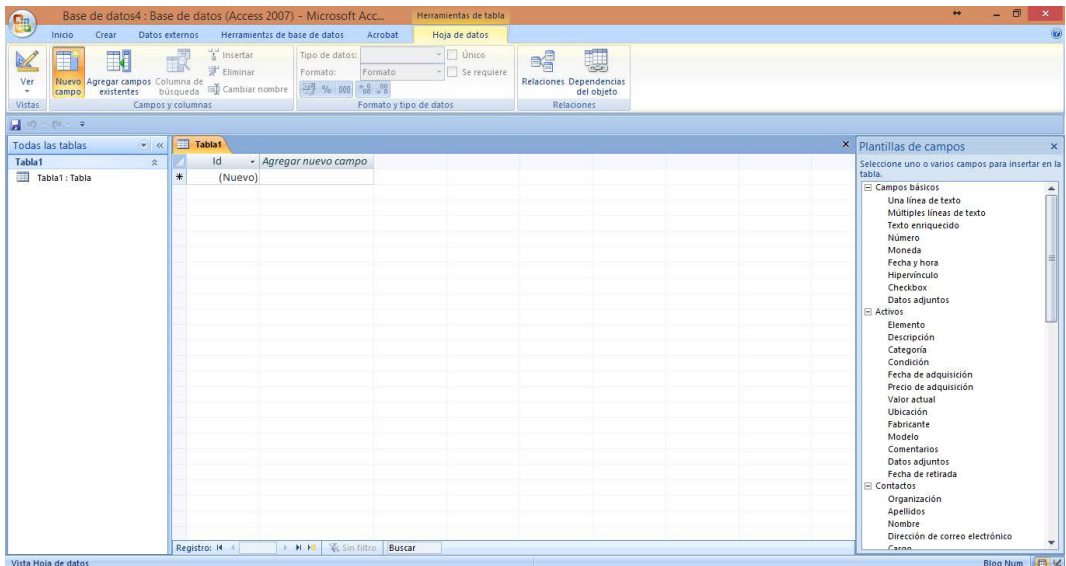 Base de datos4 : Base de datos (Access 2007) - Microsoft Acc...
Herramientas de tabla
Inicio Crear Datos externos Herramientas de base de datos Acrobat Hoja de datos
Ver
Vistas
Nuevo campo
Agregar campos existentes
Columna de búsqueda
Insertar
Eliminar
Cambiar nombre
Campos y columnas
Tipo de datos:
Formato: Formato
% 000
Único
Se requiere
Formato y tipo de datos
Relaciones
Dependencias del objeto
Relaciones
Todas las tablas
Tabla1
Tabla1 : Tabla
Tabla1
Id Agregar nuevo campo
(Nuevo)
Registro: Sin filtro Buscar
Plantillas de campos
Seleccione uno o varios campos para insertar en la
tabla.
Campos básicos
Una línea de texto
Múltiples líneas de texto
Texto enriquecido
Número
Moneda
Fecha y hora
Hipervínculo
Checkbox
Datos adjuntos
Activos
Elemento
Descripción
Categoría
Condición
Fecha de adquisición
Precio de adquisición
Valor actual
Ubicación
Fabricante
Modelo
Comentarios
Datos adjuntos
Fecha de retirada
Contactos
Organización
Apellidos
Nombre
Dirección de correo electrónico
Cargo
Vista Hoja de datos
Bloq Num